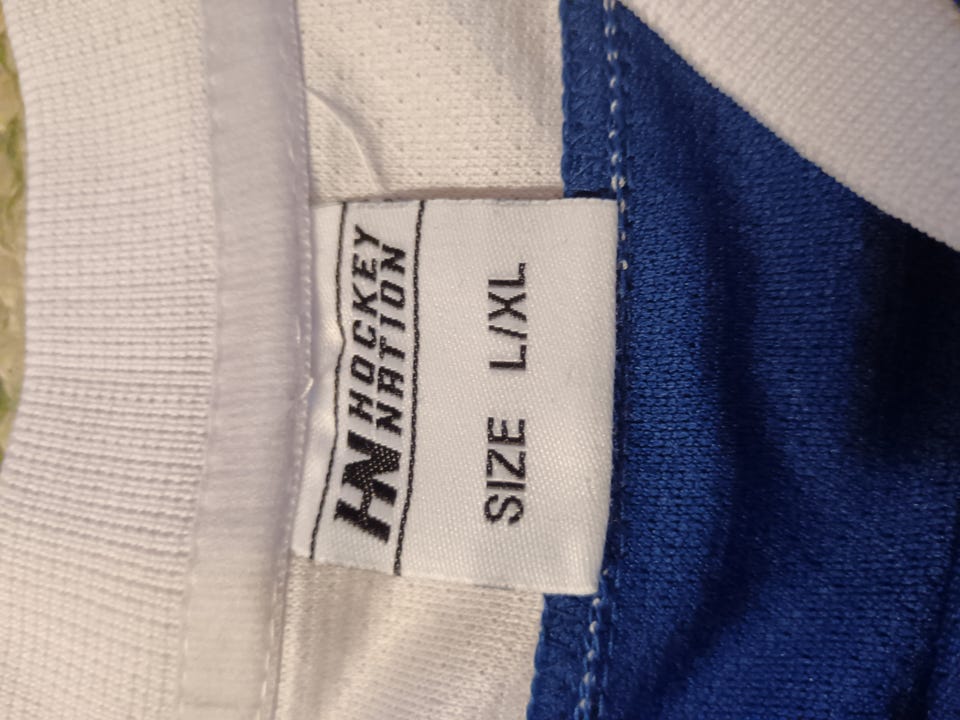 HN HOCKEY
NATION
SIZE L/XL